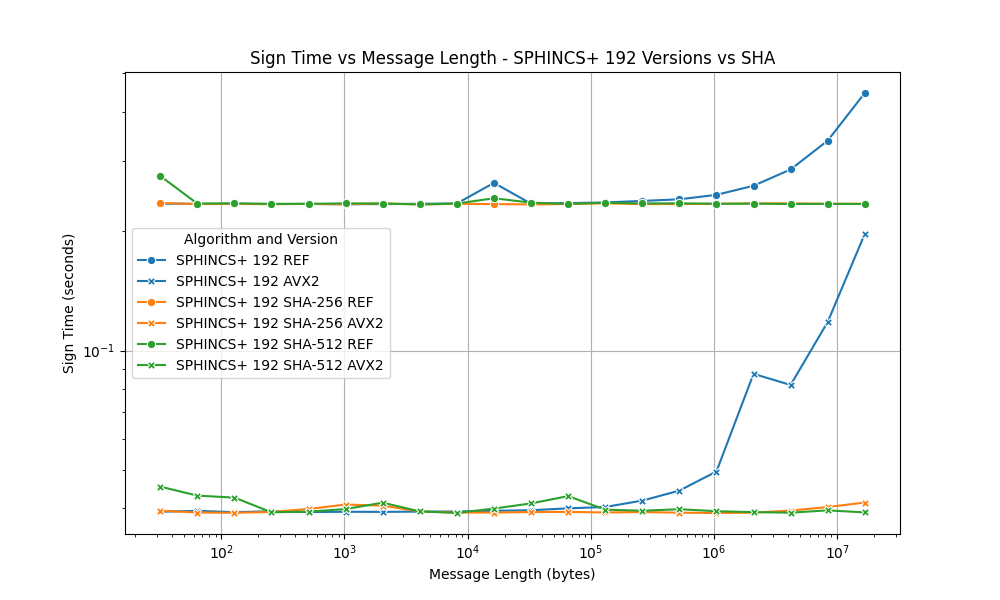 Sign Time vs Message Length - SPHINCS+ 192 Versions vs SHA
Sign Time (seconds)
10⁻¹
Algorithm and Version
SPHINCS+ 192 REF
SPHINCS+ 192 AVX2
SPHINCS+ 192 SHA-256 REF
SPHINCS+ 192 SHA-256 AVX2
SPHINCS+ 192 SHA-512 REF
SPHINCS+ 192 SHA-512 AVX2
10² 10³ 10⁴ 10⁵ 10⁶ 10⁷
Message Length (bytes)